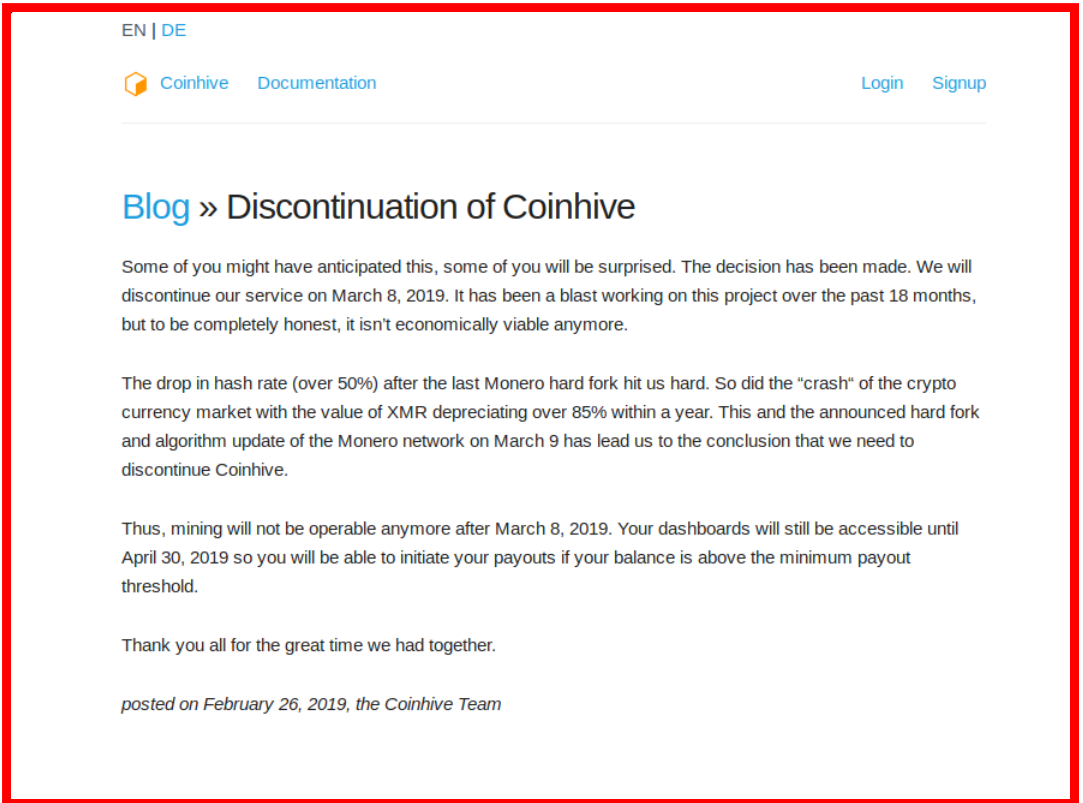 EN | DE
Coinhive Documentation Login Signup
Blog » Discontinuation of Coinhive
Some of you might have anticipated this, some of you will be surprised. The decision has been made. We will
discontinue our service on March 8, 2019. It has been a blast working on this project over the past 18 months,
but to be completely honest, it isn't economically viable anymore.
The drop in hash rate (over 50%) after the last Monero hard fork hit us hard. So did the “crash“ of the crypto
currency market with the value of XMR depreciating over 85% within a year. This and the announced hard fork
and algorithm update of the Monero network on March 9 has lead us to the conclusion that we need to
discontinue Coinhive.
Thus, mining will not be operable anymore after March 8, 2019. Your dashboards will still be accessible until
April 30, 2019 so you will be able to initiate your payouts if your balance is above the minimum payout
threshold.
Thank you all for the great time we had together.
posted on February 26, 2019, the Coinhive Team